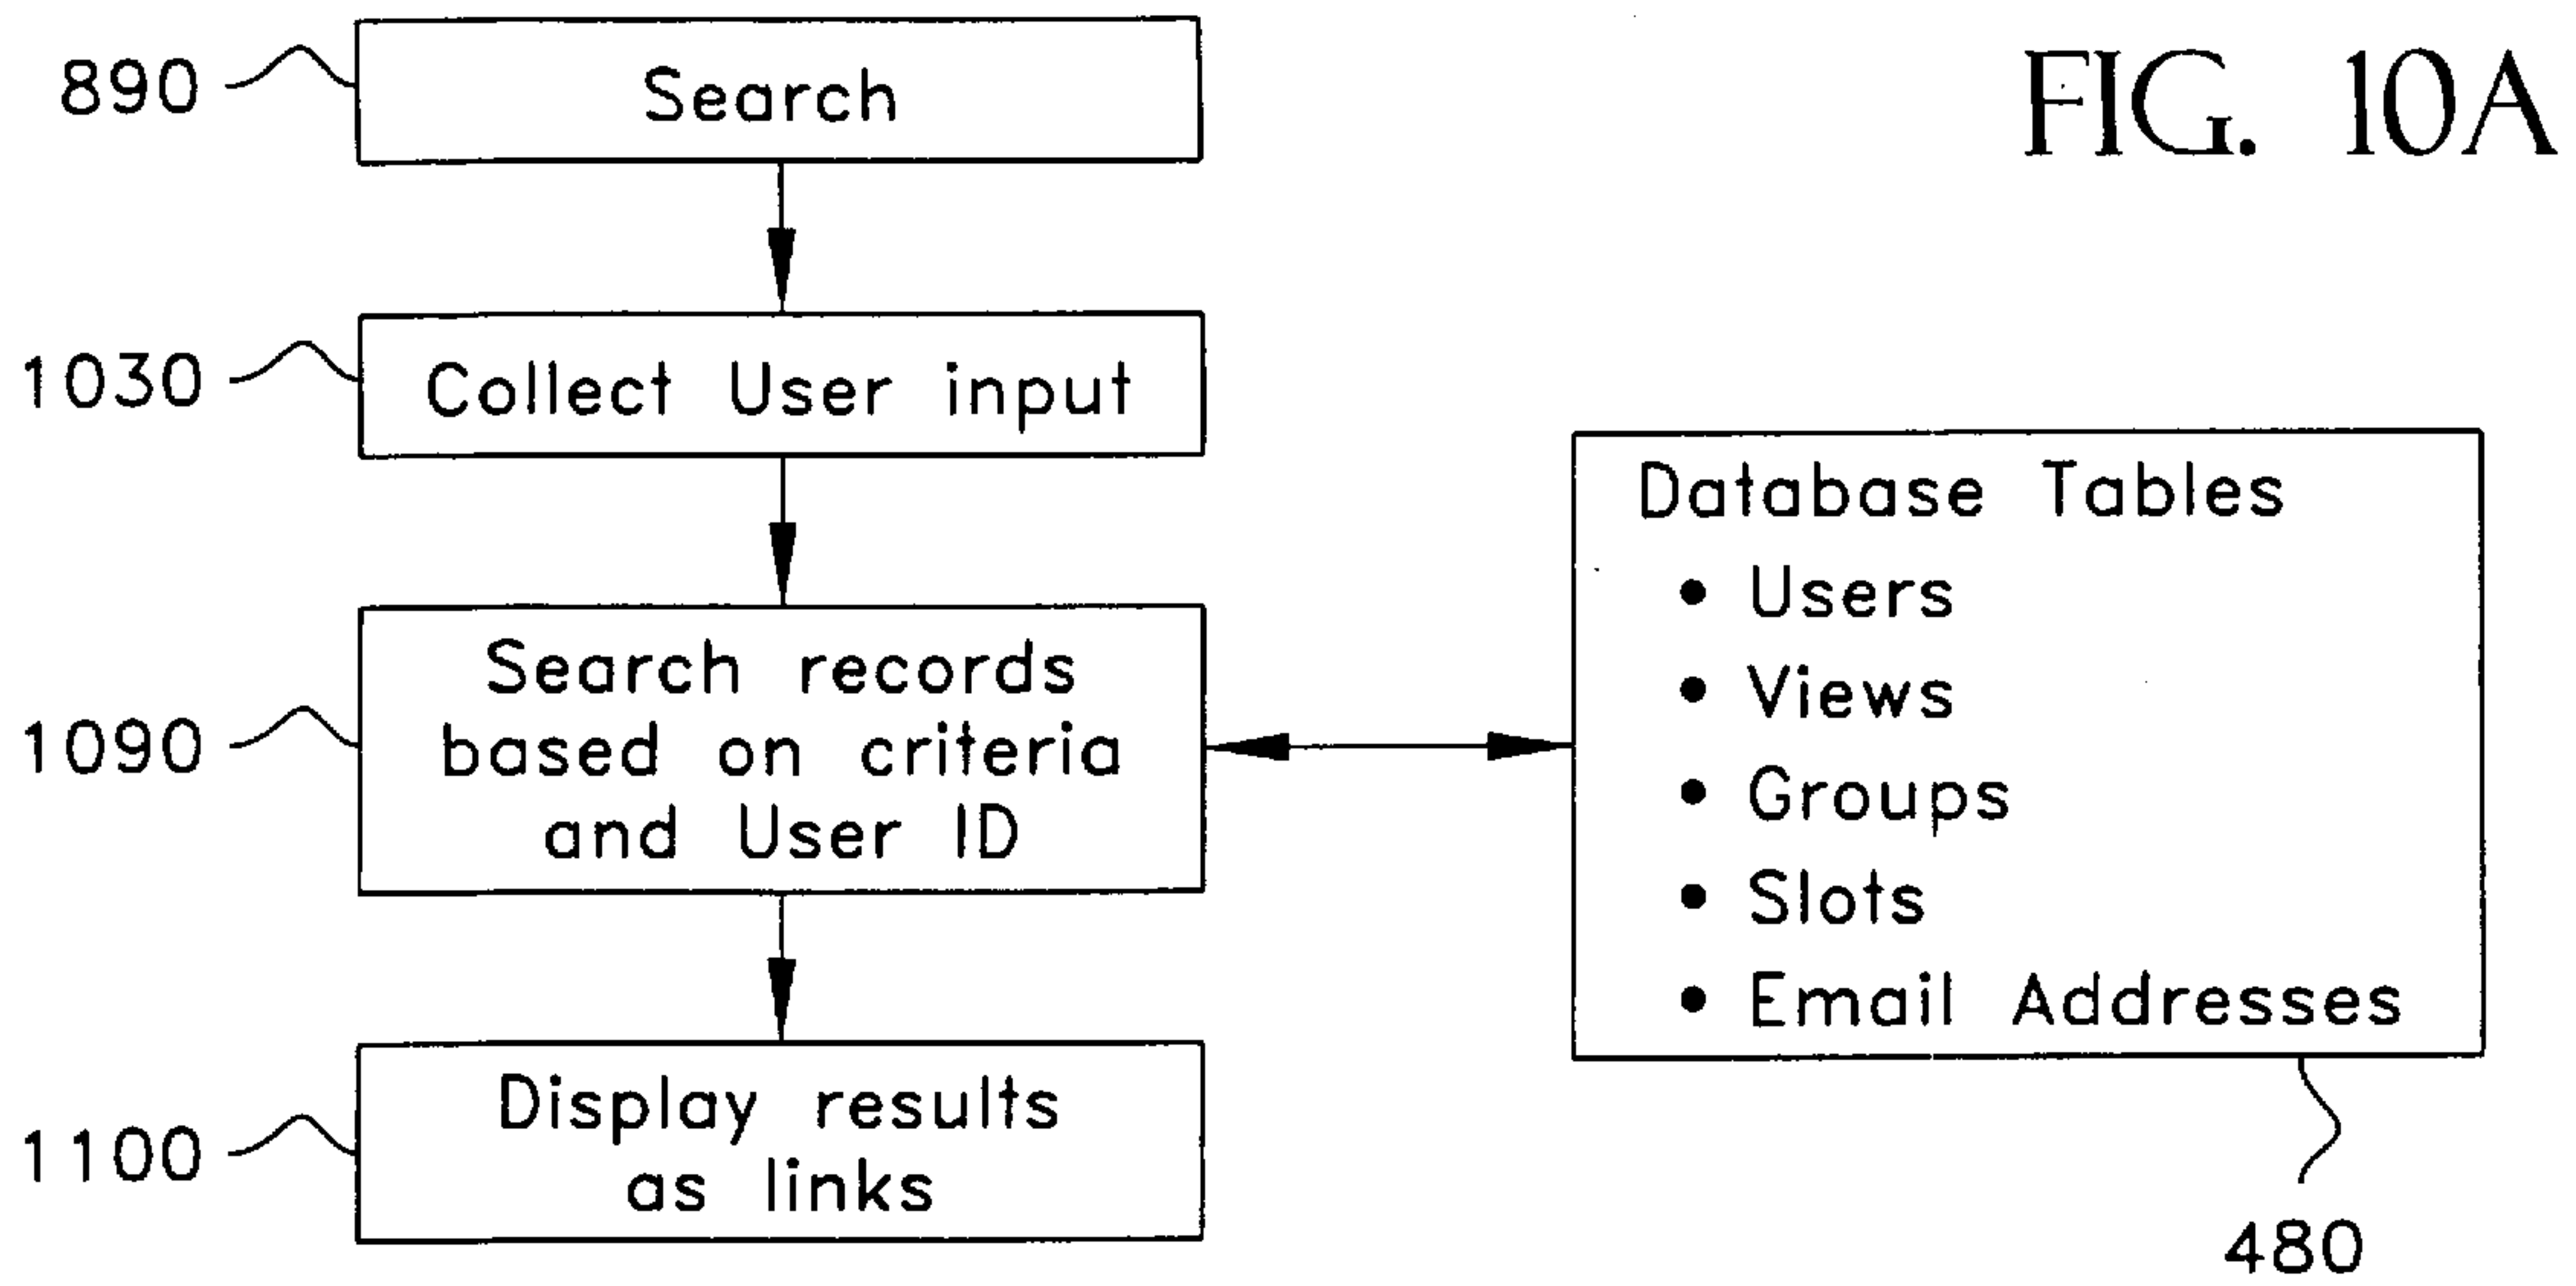 FIG. 10A
890
Search
1030
Collect User input
1090
Search records
based on criteria
and User ID
1100
Display results
as links
Database Tables
• Users
• Views
• Groups
• Slots
• Email Addresses
480